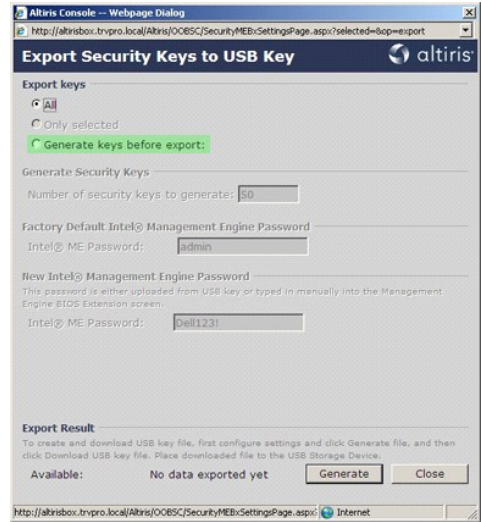 Altiris Console -- Webpage Dialog
http://altirisbox.trvpro.local/Altiris/OOBSC/SecurityMEBxSettingsPage.aspx?selected=&op=export
Export Security Keys to USB Key
altiris
Export keys
All
Only selected
Generate keys before export:
Generate Security Keys
Number of security keys to generate: 50
Factory Default Intel® Management Engine Password
Intel® ME Password: admin
New Intel® Management Engine Password
This password is either uploaded from USB key or typed in manually into the Management
Engine BIOS Extension screen.
Intel® ME Password: Dell123!
Export Result
To create and download USB key file, first configure settings and click Generate file, and then
click Download USB key file. Place downloaded file to the USB Storage Device.
Available: No data exported yet Generate Close
http://altirisbox.trvpro.local/Altiris/OOBSC/SecurityMEBxSettingsPage.aspx? Internet